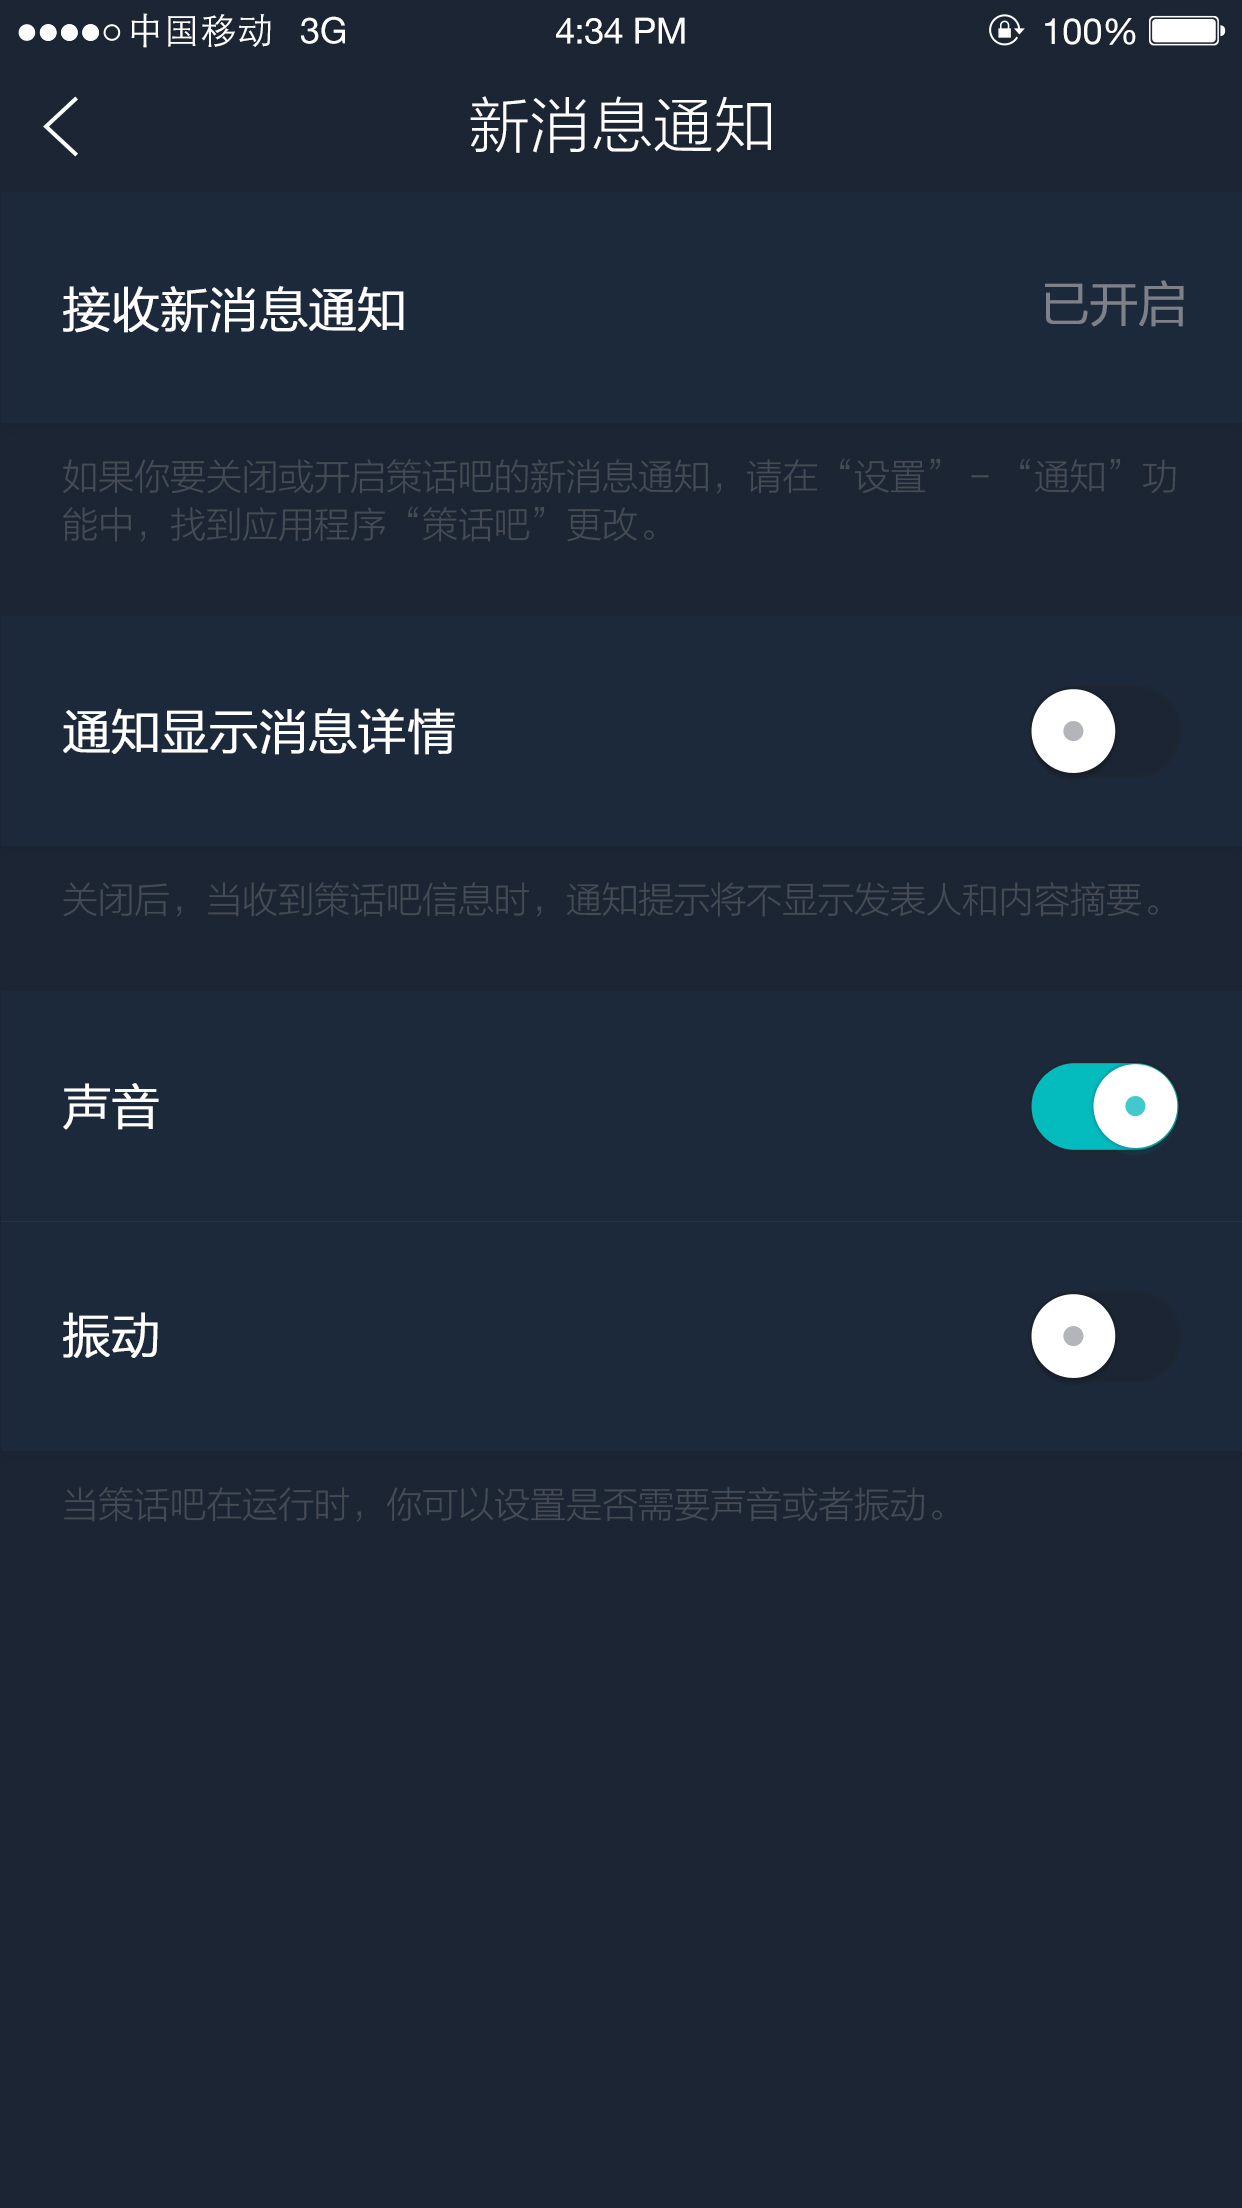 中国移动 3G 4:34 PM 100%
新消息通知
接收新消息通知 已开启
如果你要关闭或开启策话吧的新消息通知，请在“设置” – “通知”功
能中，找到应用程序“策话吧”更改。
通知显示消息详情
关闭后，当收到策话吧信息时，通知提示将不显示发表人和内容摘要。
声音
振动
当策话吧在运行时，你可以设置是否需要声音或者振动。